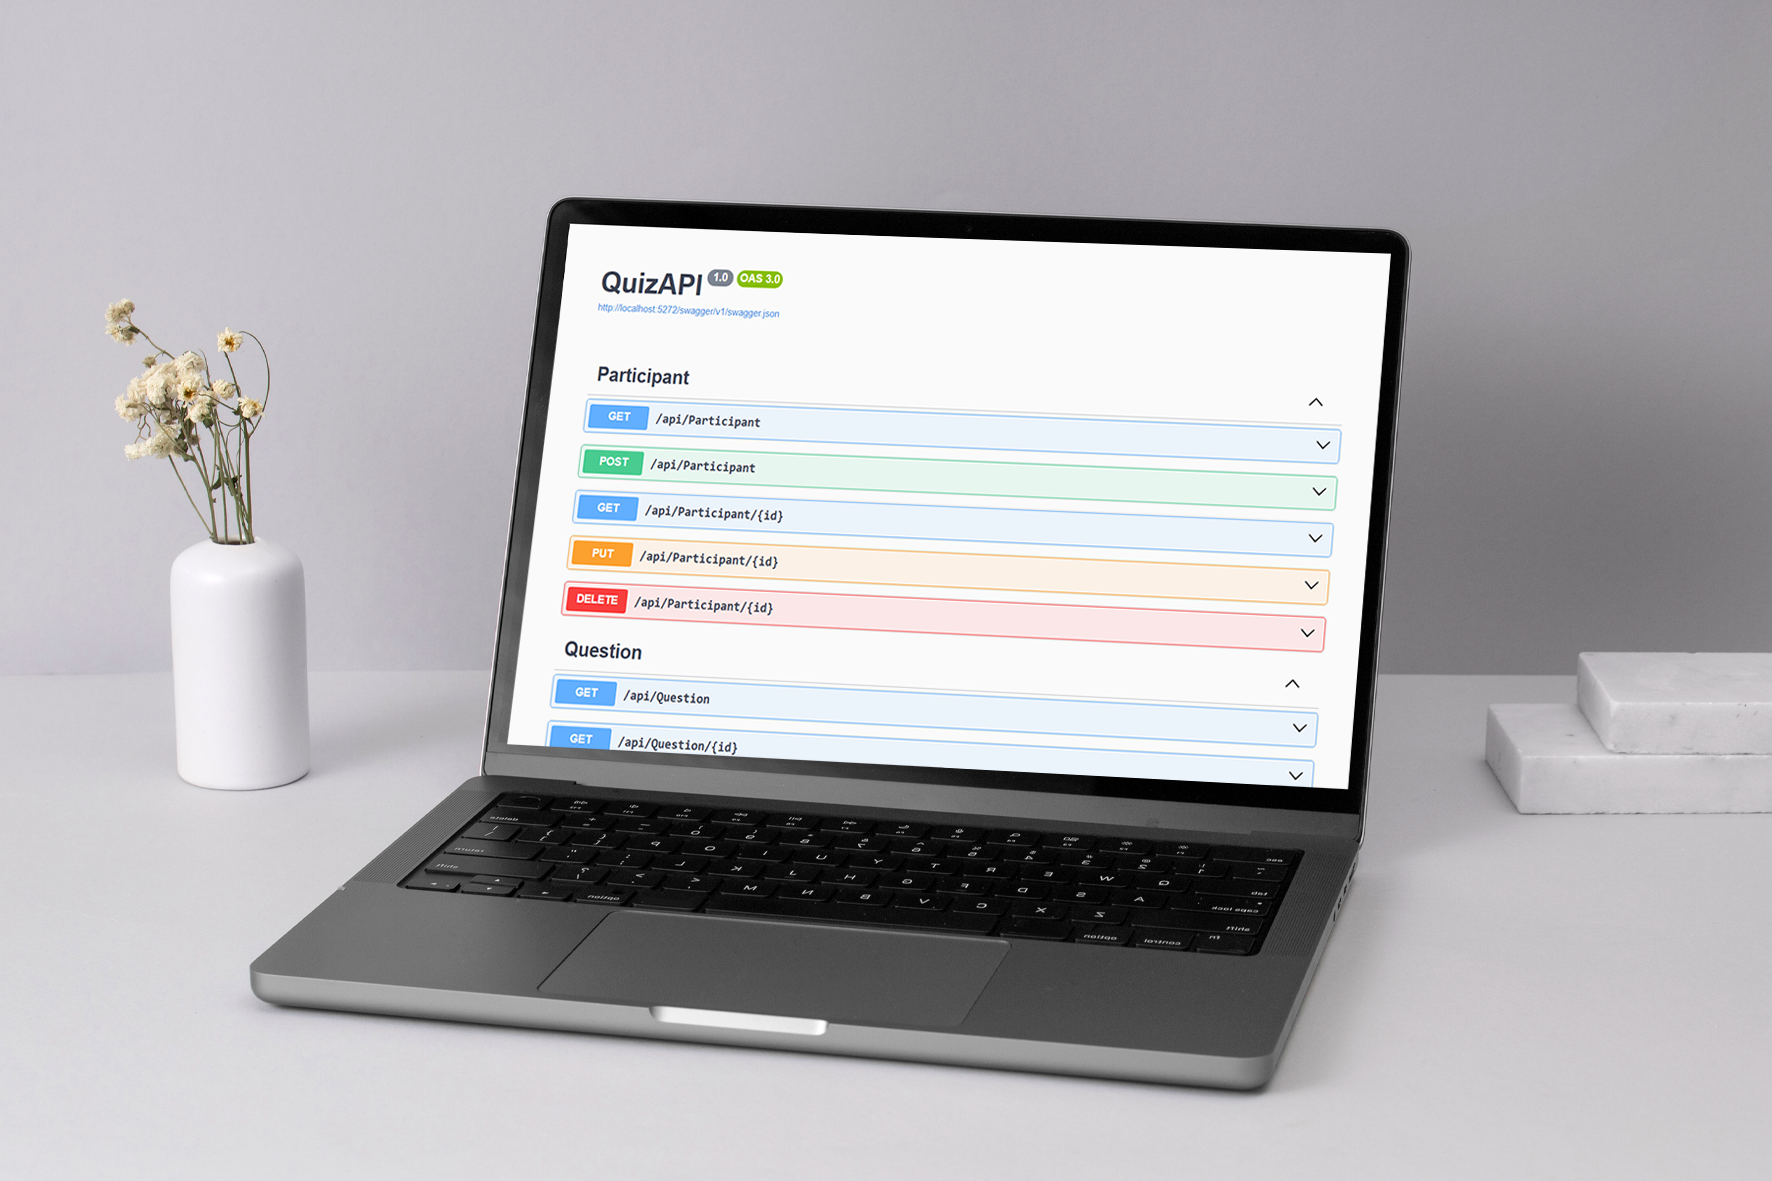 QuizAPI 1.0 OAS 3.0
http://localhost:5272/swagger/v1/swagger.json
Participant
GET /api/Participant
POST /api/Participant
GET /api/Participant/{id}
PUT /api/Participant/{id}
DELETE /api/Participant/{id}
Question
GET /api/Question
GET /api/Question/{id}